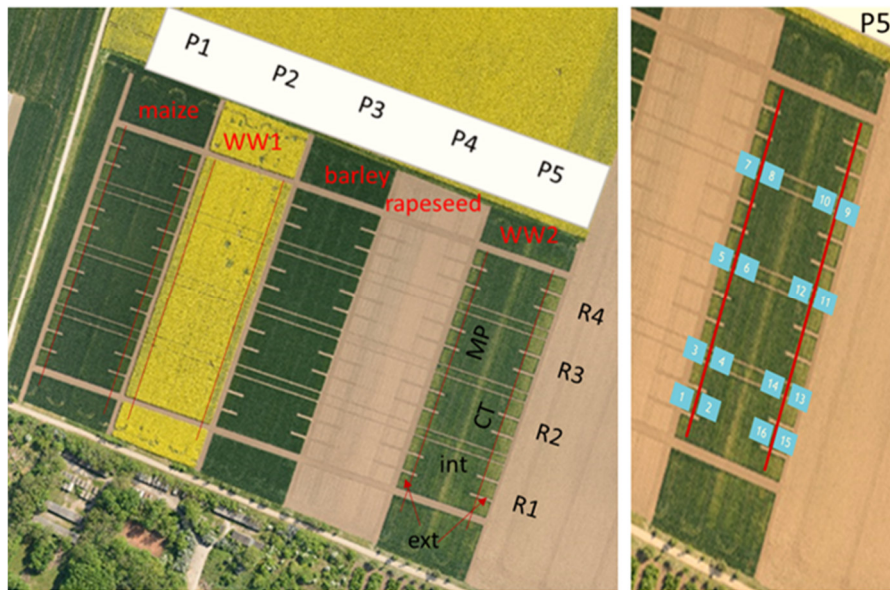 P1
P2
P3
P4
P5
maize
WW1
barley
rapeseed
WW2
MP
CT
int
ext
R4
R3
R2
R1
P5
7 8
10 9
5 6
12 11
3 4
14 13
1 2
16 15